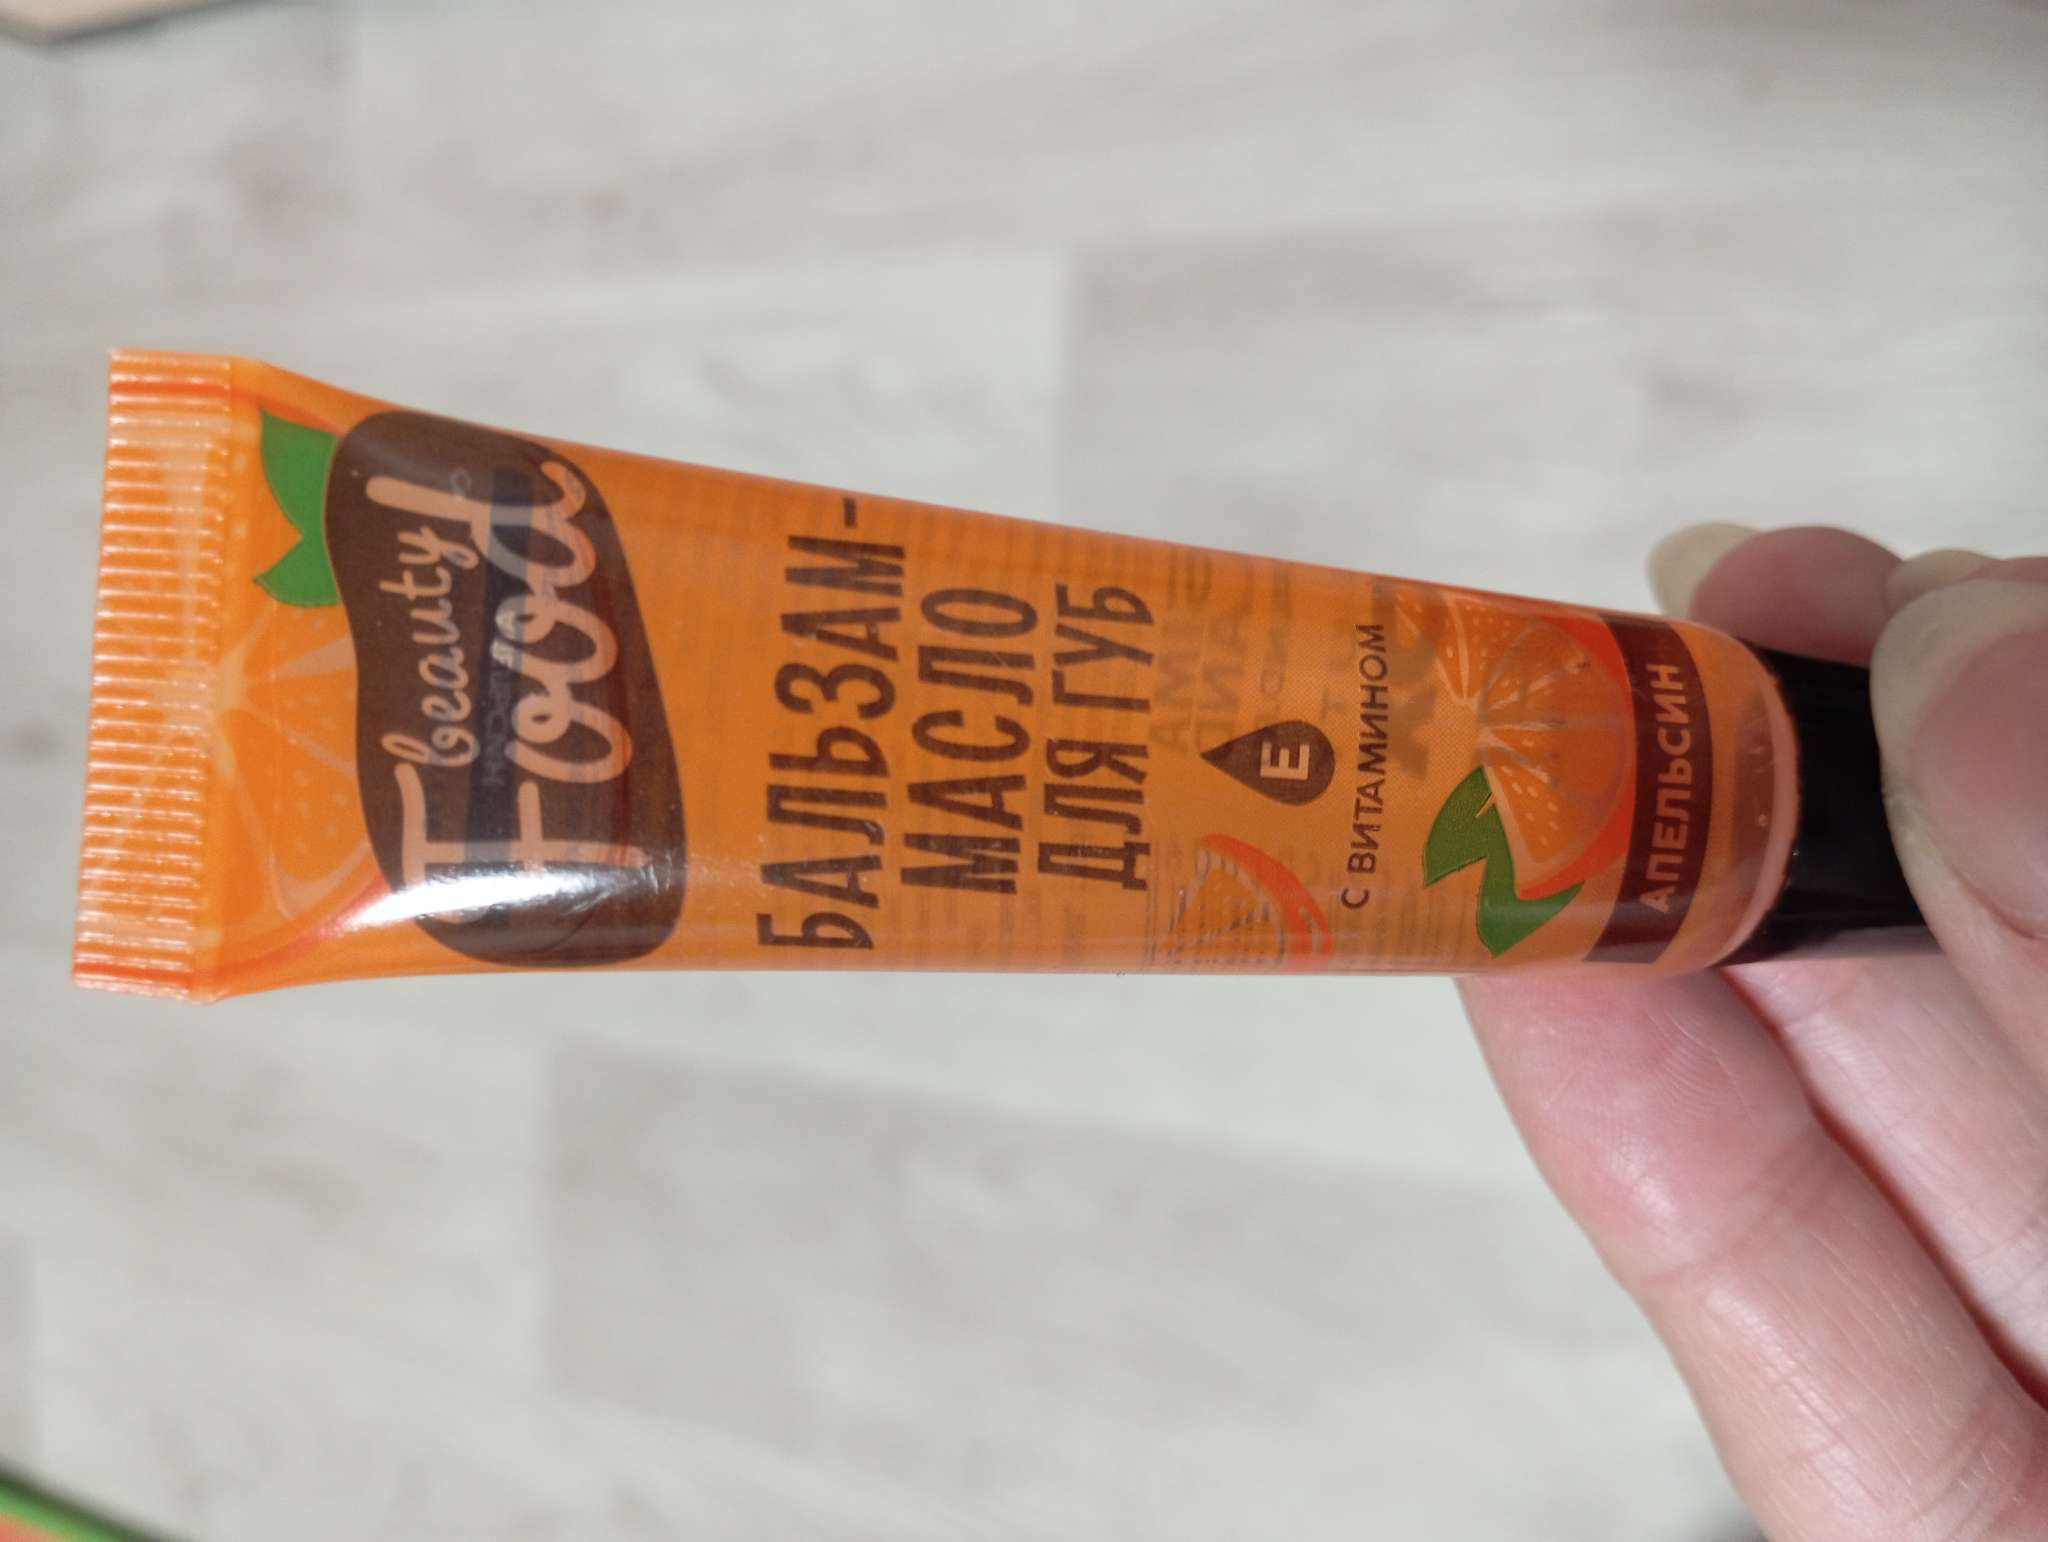 beauty
Food
БАЛЬЗАМ-
МАСЛО
ДЛЯ ГУБ
E
С ВИТАМИНОМ
АПЕЛЬСИН